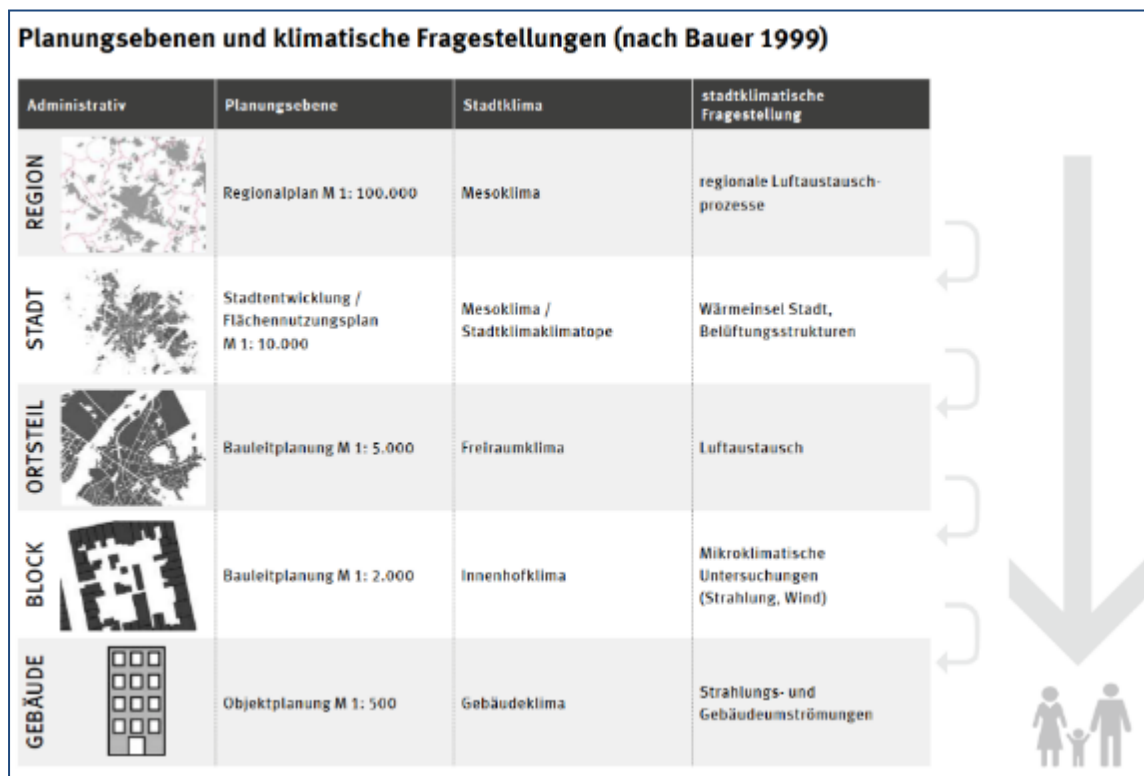 Planungsebenen und klimatische Fragestellungen (nach Bauer 1999)
Administrativ
Planungsebene
Stadtklima
stadtklimatische
Fragestellung
REGION
Regionalplan M 1: 100.000
Mesoklima
regionale Luftaustausch-
prozesse
STADT
Stadtentwicklung /
Flächennutzungsplan
M 1: 10.000
Mesoklima /
Stadtklimaklimatope
Wärmeinsel Stadt,
Belüftungsstrukturen
ORTSTEIL
Bauleitplanung M 1: 5.000
Freiraumklima
Luftaustausch
BLOCK
Bauleitplanung M 1: 2.000
Innenhofklima
Mikroklimatische
Untersuchungen
(Strahlung, Wind)
GEBÄUDE
Objektplanung M 1: 500
Gebäudeklima
Strahlungs- und
Gebäudeumströmungen